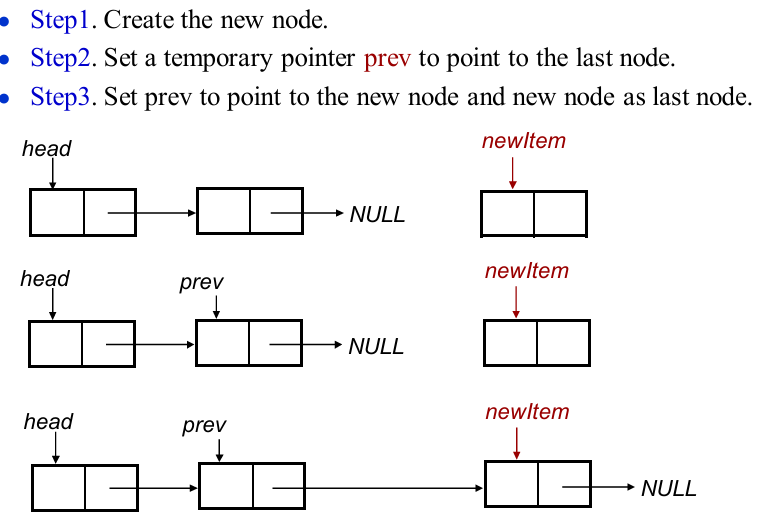 • Step1. Create the new node.
• Step2. Set a temporary pointer prev to point to the last node.
• Step3. Set prev to point to the new node and new node as last node.
head
newItem
NULL
head
prev
newItem
NULL
head
prev
newItem
NULL